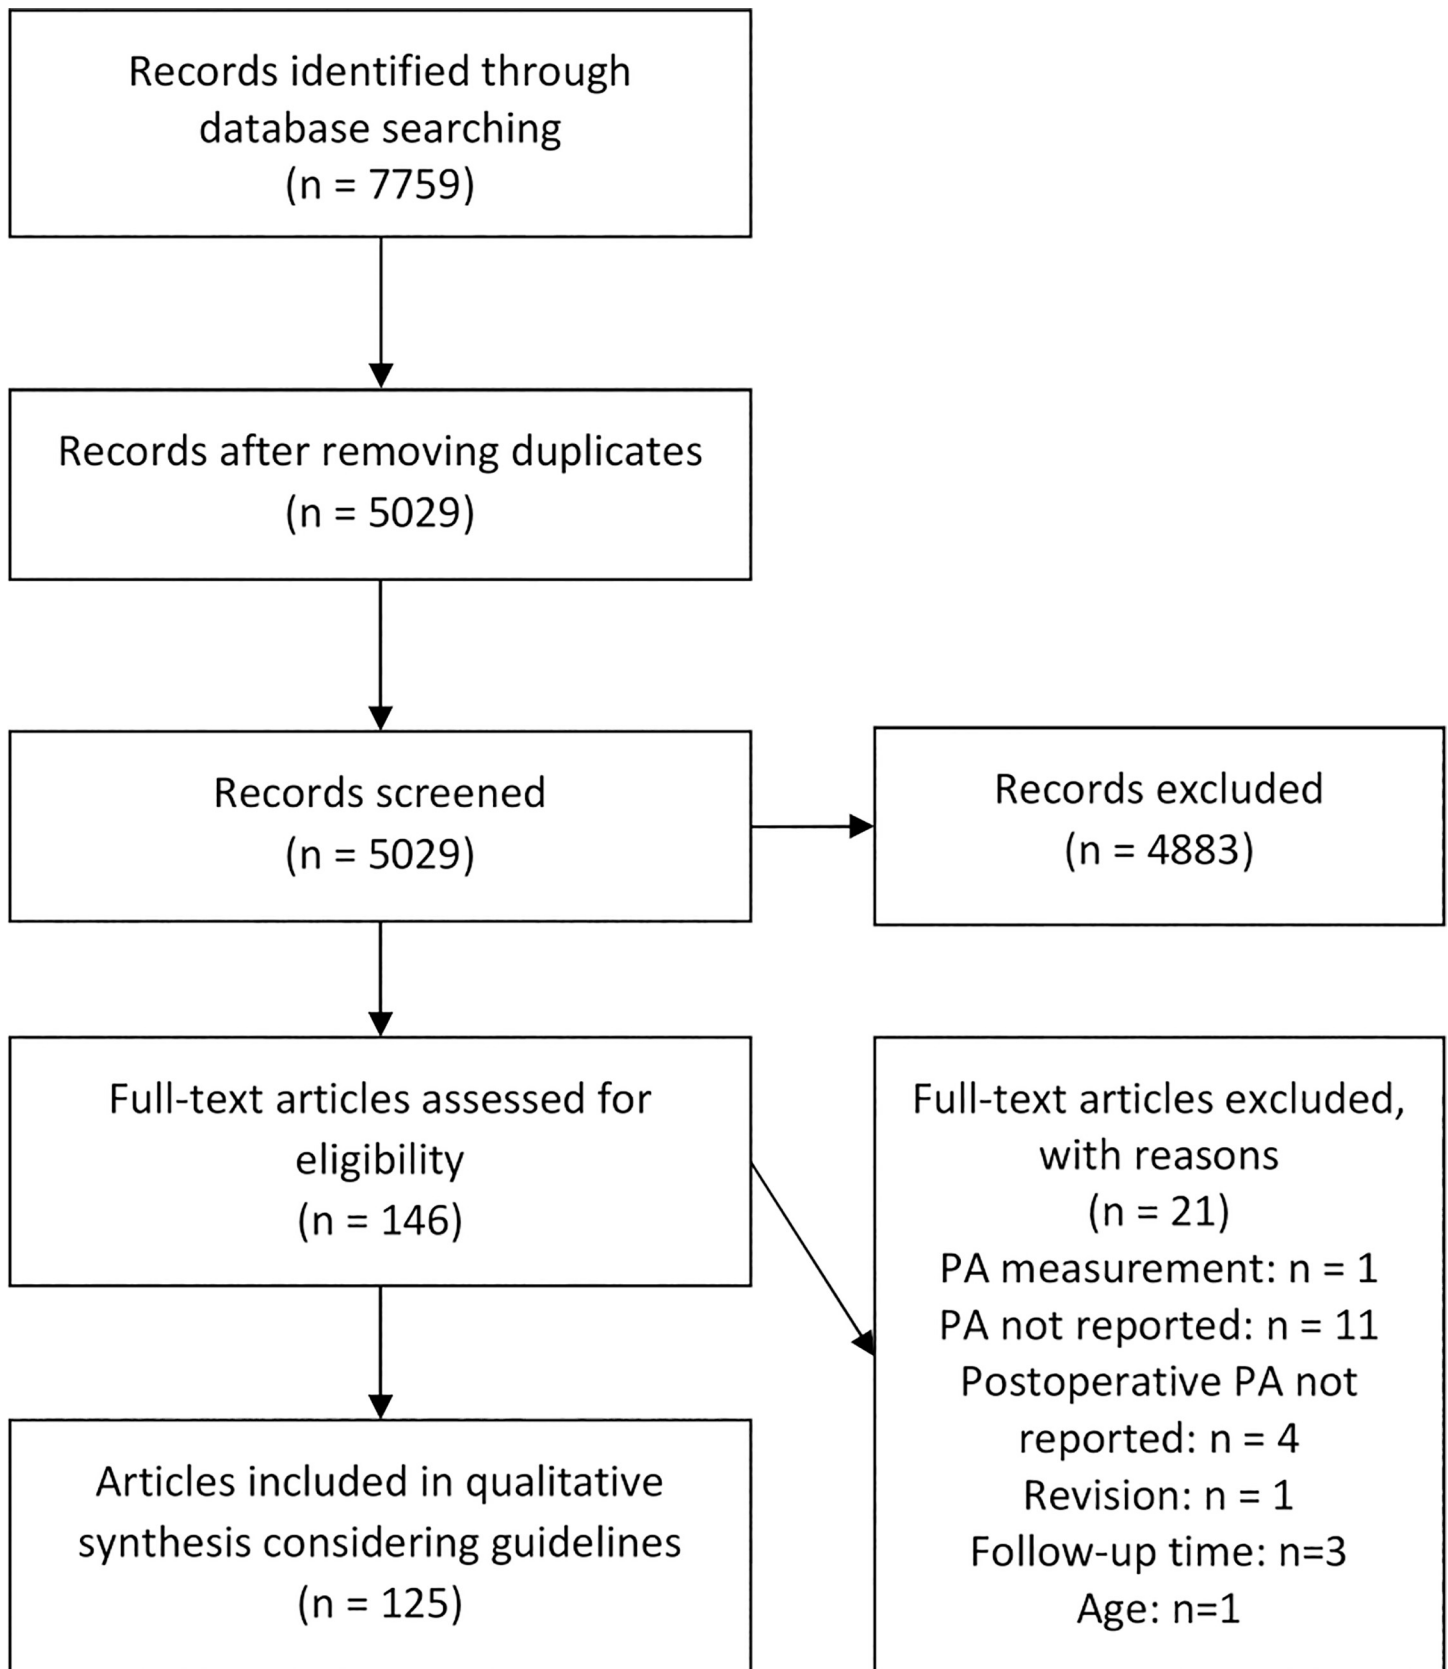 Records identified through
database searching
(n = 7759)
Records after removing duplicates
(n = 5029)
Records screened
(n = 5029)
Records excluded
(n = 4883)
Full-text articles assessed for
eligibility
(n = 146)
Full-text articles excluded,
with reasons
(n = 21)
PA measurement: n = 1
PA not reported: n = 11
Postoperative PA not
reported: n = 4
Revision: n = 1
Follow-up time: n=3
Age: n=1
Articles included in qualitative
synthesis considering guidelines
(n = 125)